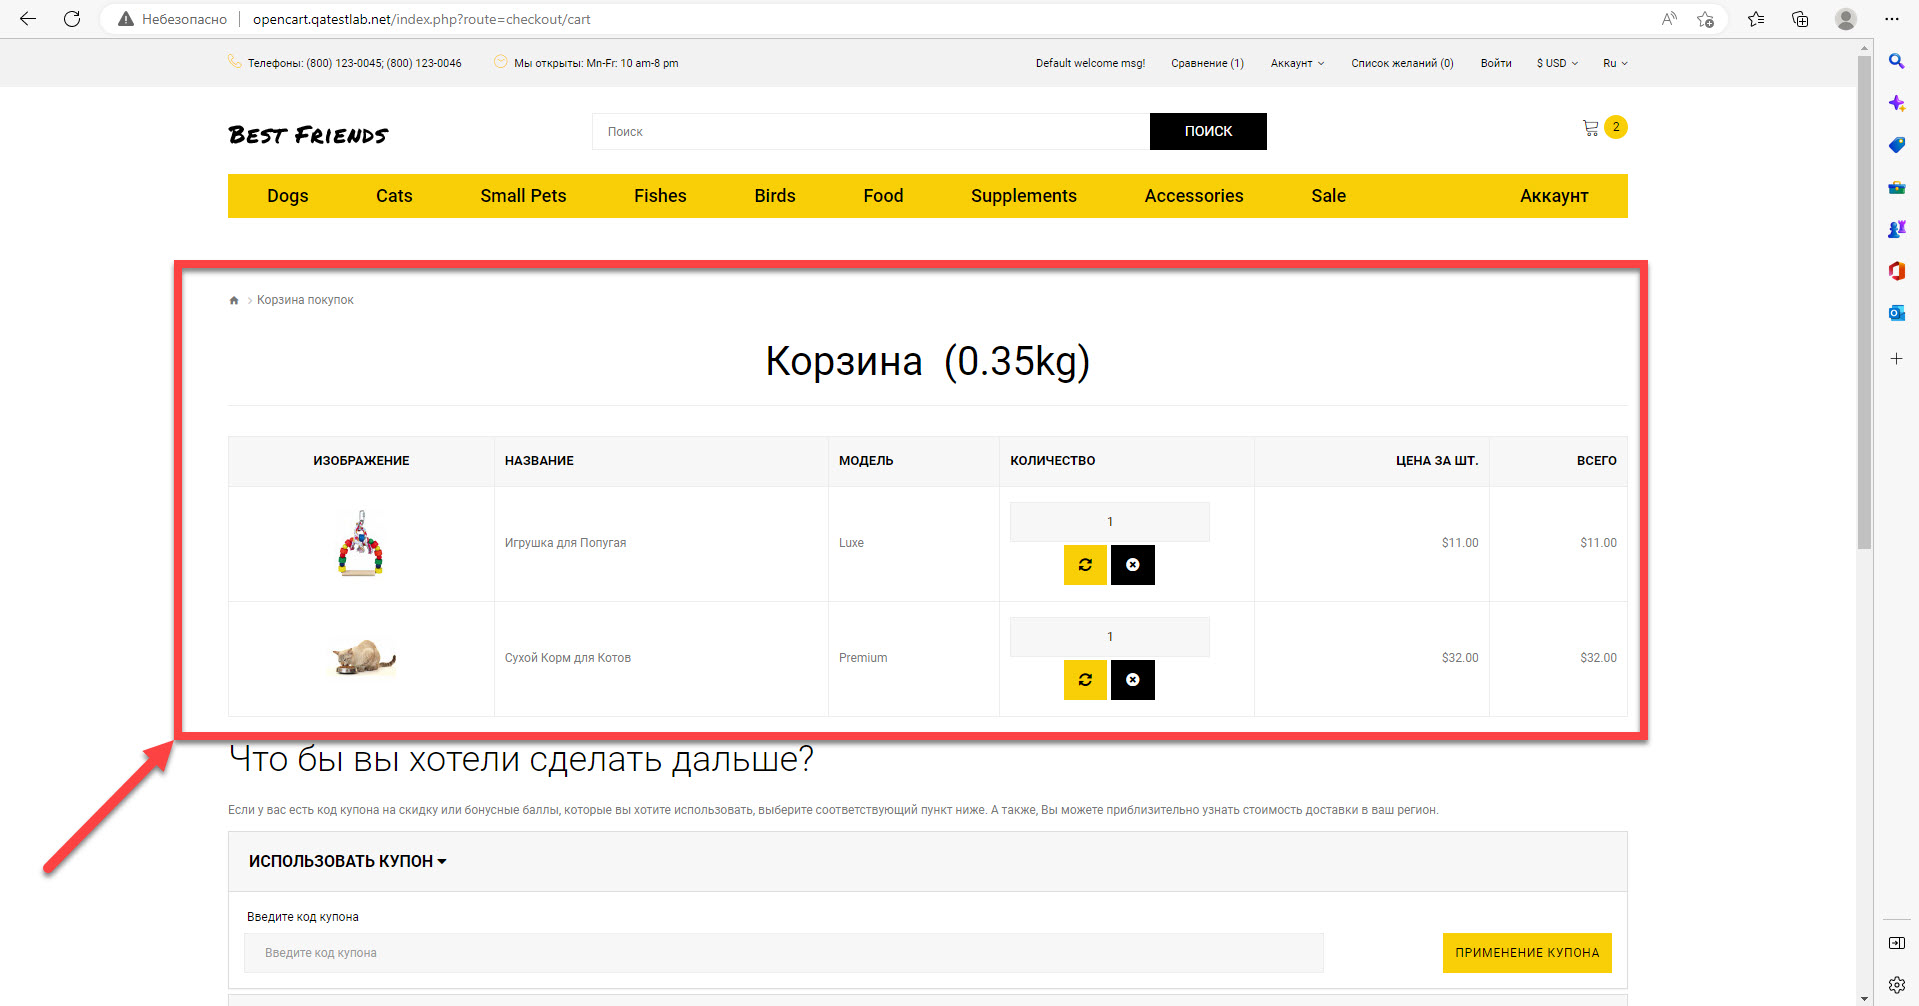 Небезопасно opencart.qatestlab.net/index.php?route=checkout/cart
Телефоны: (800) 123-0045; (800) 123-0046 Мы открыты: Mn-Fr: 10 am-8 pm Default welcome msg! Сравнение (1) Аккаунт Список желаний (0) Войти $ USD Ru
Best Friends Поиск ПОИСК 2
Dogs Cats Small Pets Fishes Birds Food Supplements Accessories Sale Аккаунт
Корзина покупок
Корзина (0.35kg)
ИЗОБРАЖЕНИЕ НАЗВАНИЕ МОДЕЛЬ КОЛИЧЕСТВО ЦЕНА ЗА ШТ. ВСЕГО
1
Игрушка для Попугая Luxe $11.00 $11.00
1
Сухой Корм для Котов Premium $32.00 $32.00
Что бы вы хотели сделать дальше?
Если у вас есть код купона на скидку или бонусные баллы, которые вы хотите использовать, выберите соответствующий пункт ниже. А также, Вы можете приблизительно узнать стоимость доставки в ваш регион.
ИСПОЛЬЗОВАТЬ КУПОН
Введите код купона
Введите код купона ПРИМЕНЕНИЕ КУПОНА